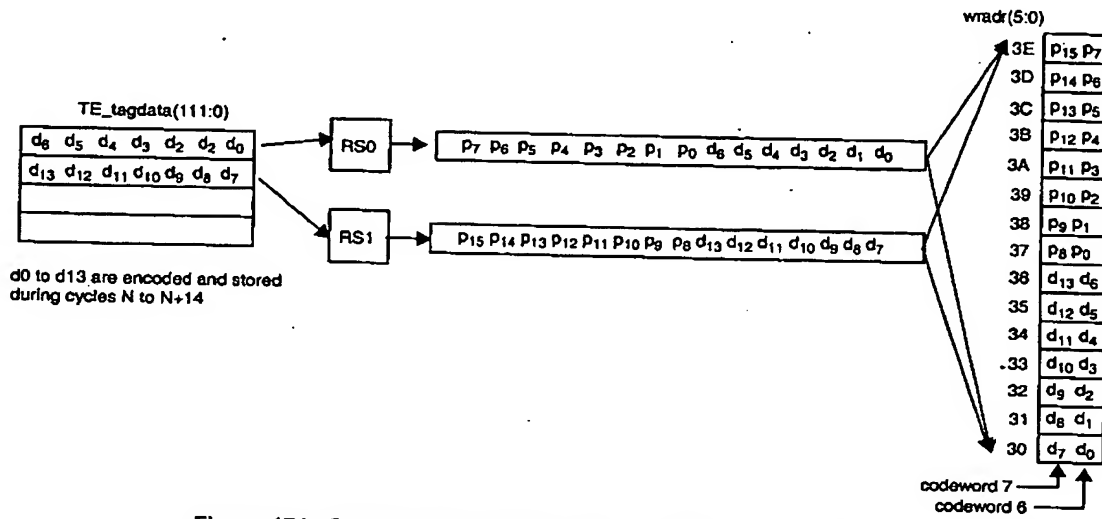 wradr(5:0)
TE_tagdata(111:0)
d6 d5 d4 d3 d2 d2 d0
d13 d12 d11 d10 d9 d8 d7
RS0
RS1
p7 p6 p5 p4 p3 p2 p1 p0 d6 d5 d4 d3 d2 d1 d0
p15 p14 p13 p12 p11 p10 p9 p8 d13 d12 d11 d10 d9 d8 d7
d0 to d13 are encoded and stored
during cycles N to N+14
3E p15 p7
3D p14 p6
3C p13 p5
3B p12 p4
3A p11 p3
39 p10 p2
38 p9 p1
37 p8 p0
36 d13 d6
35 d12 d5
34 d11 d4
33 d10 d3
32 d9 d2
31 d8 d1
30 d7 d0
codeword 7
codeword 6